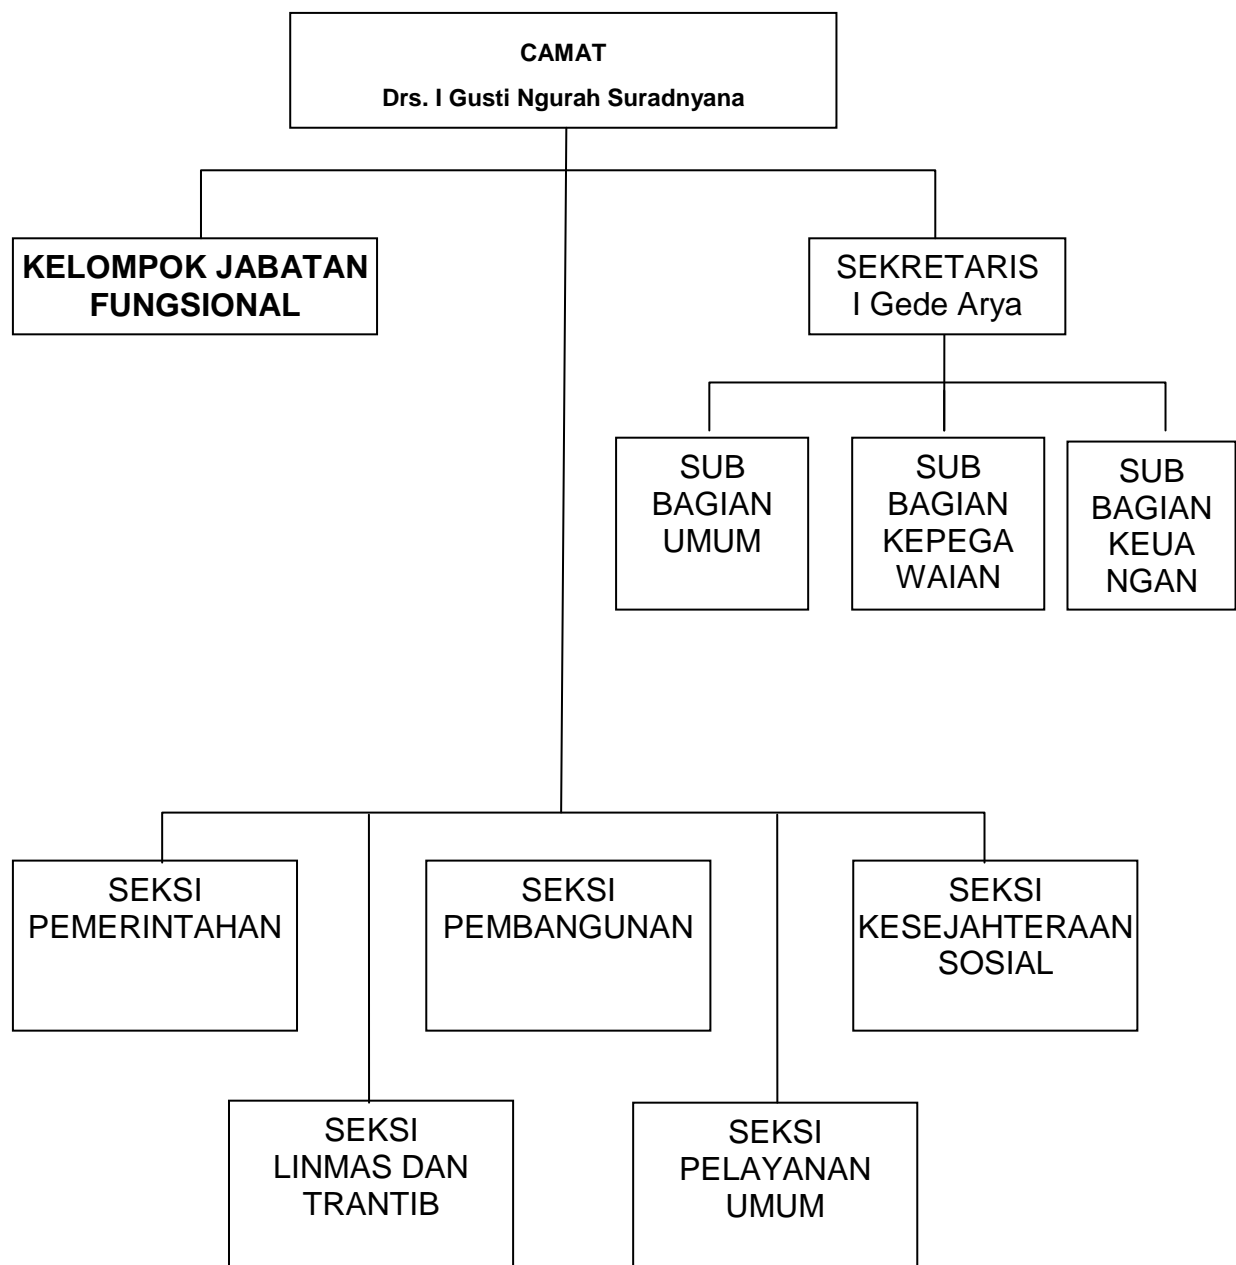 CAMAT
Drs. I Gusti Ngurah Suradnyana
KELOMPOK JABATAN
FUNGSIONAL
SEKRETARIS
I Gede Arya
SUB
BAGIAN
UMUM
SUB
BAGIAN
KEPEGA
WAIAN
SUB
BAGIAN
KEUA
NGAN
SEKSI
PEMERINTAHAN
SEKSI
PEMBANGUNAN
SEKSI
KESEJAHTERAAN
SOSIAL
SEKSI
LINMAS DAN
TRANTIB
SEKSI
PELAYANAN
UMUM